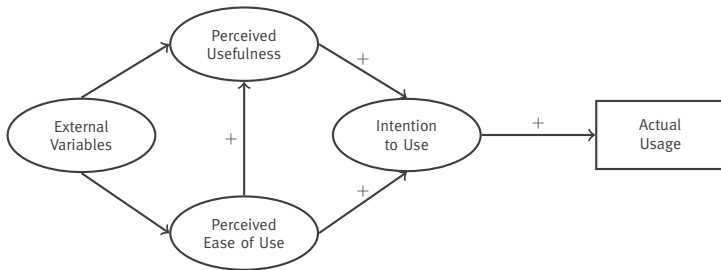 Perceived
Usefulness
+
External
Variables
+
Intention
to Use
+
Actual
Usage
+
Perceived
Ease of Use